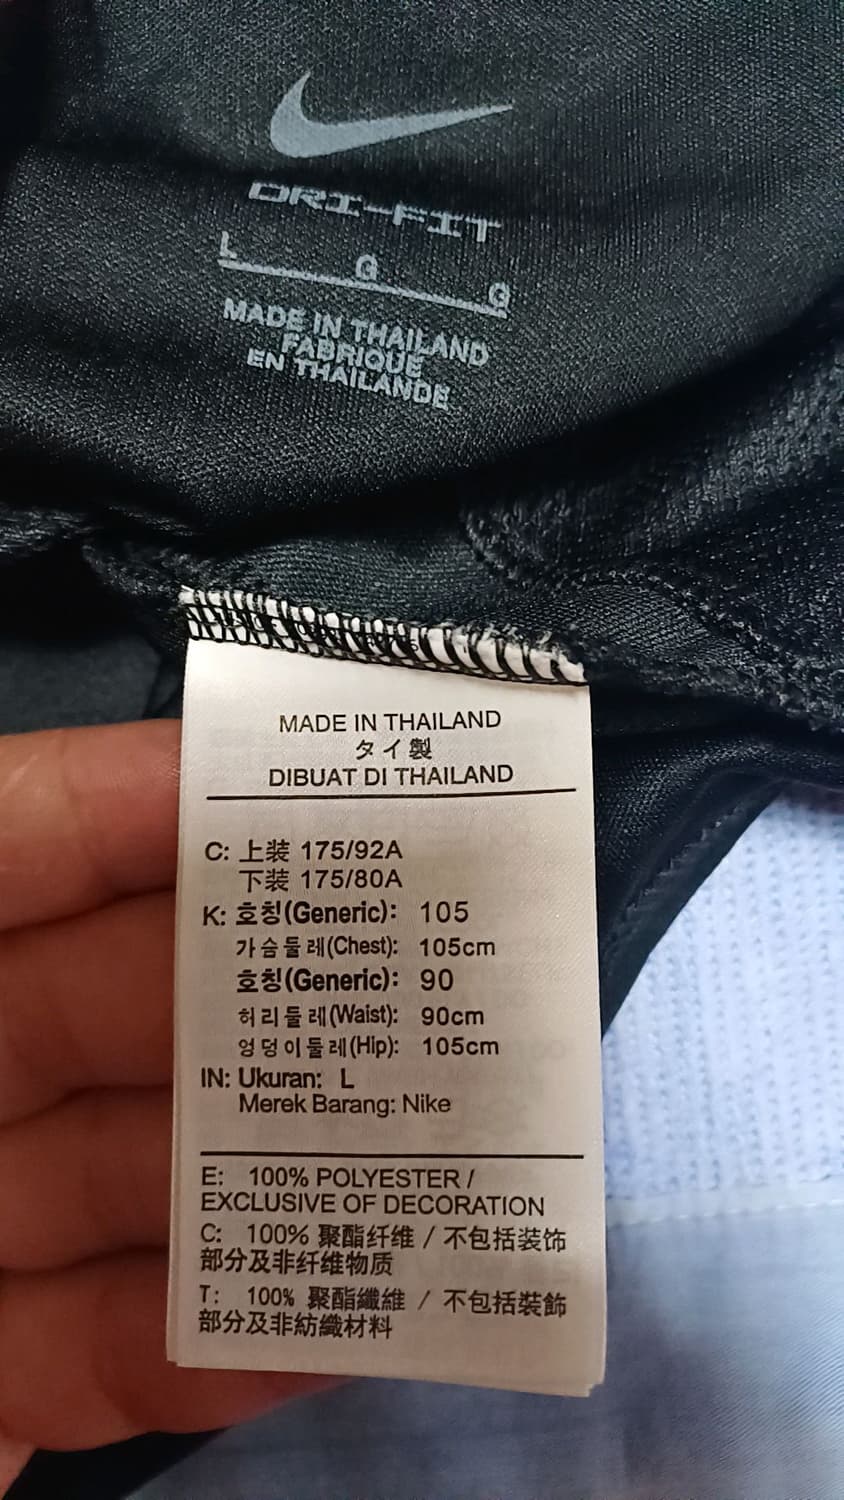 DRI-FIT
L G G
MADE IN THAILAND
FABRIQUE
EN THAILANDE
MADE IN THAILAND
タイ製
DIBUAT DI THAILAND
C: 上装 175/92A
下装 175/80A
K: 호칭(Generic): 105
가슴둘레(Chest): 105cm
호칭(Generic): 90
허리둘레(Waist): 90cm
엉덩이둘레(Hip): 105cm
IN: Ukuran: L
Merek Barang: Nike
E: 100% POLYESTER /
EXCLUSIVE OF DECORATION
C: 100% 聚酯纤维 / 不包括装饰
部分及非纤维物质
T: 100% 聚酯纖維 / 不包括裝飾
部分及非紡織材料